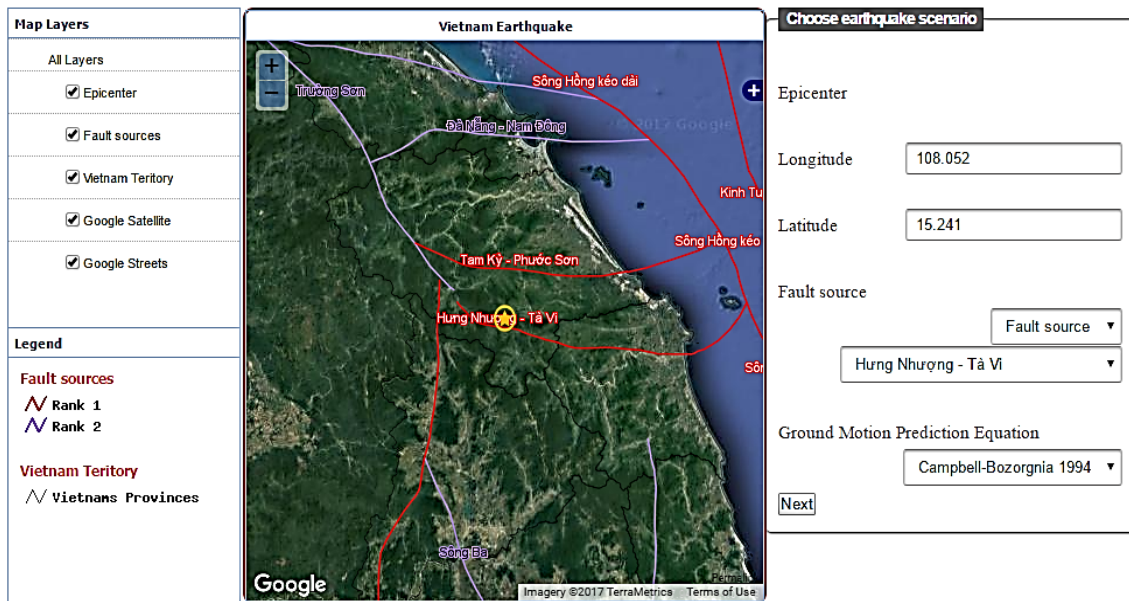 Map Layers
All Layers
Epicenter
Fault sources
Vietnam Teritory
Google Satellite
Google Streets
Legend
Fault sources
Rank 1
Rank 2
Vietnam Teritory
Vietnams Provinces
Vietnam Earthquake
+
−
Trường Sơn
Sông Hồng kéo dài
+
Đà Nẵng - Nam Đông
© 2017 Google
Kinh Tu
Sông Hồng kéo
Tam Kỳ - Phước Sơn
Hưng Nhượng - Tà Vi
Sôn
Sông Ba
Google
Imagery ©2017 TerraMetrics
Terms of Use
Choose earthquake scenario
Epicenter
Longitude
108.052
Latitude
15.241
Fault source
Fault source
Hưng Nhượng - Tà Vi
Ground Motion Prediction Equation
Campbell-Bozorgnia 1994
Next